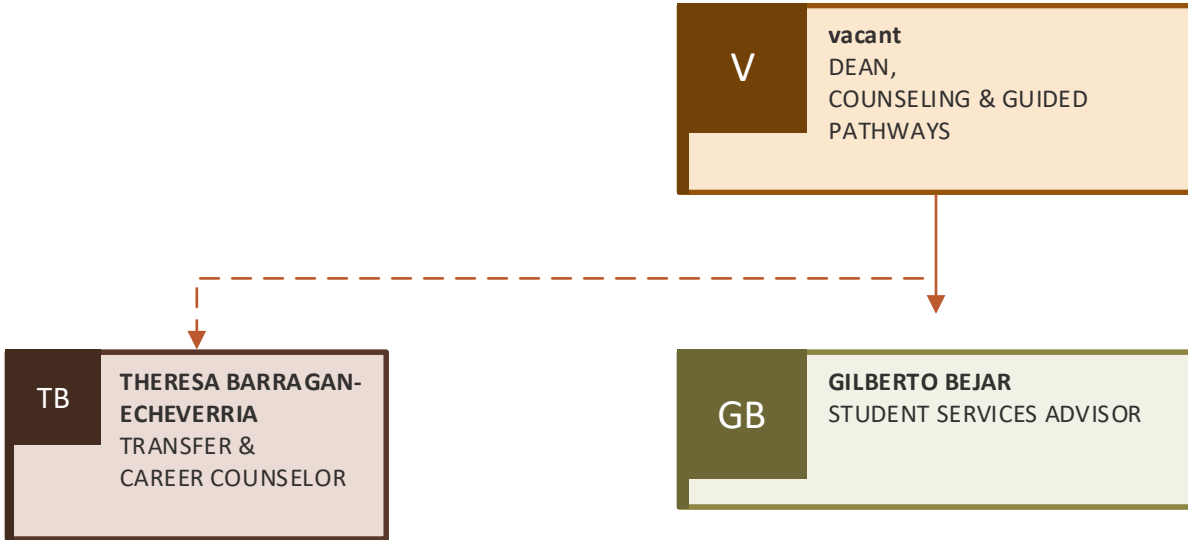 V
vacant
DEAN,
COUNSELING & GUIDED
PATHWAYS
TB
THERESA BARRAGAN-
ECHEVERRIA
TRANSFER &
CAREER COUNSELOR
GB
GILBERTO BEJAR
STUDENT SERVICES ADVISOR